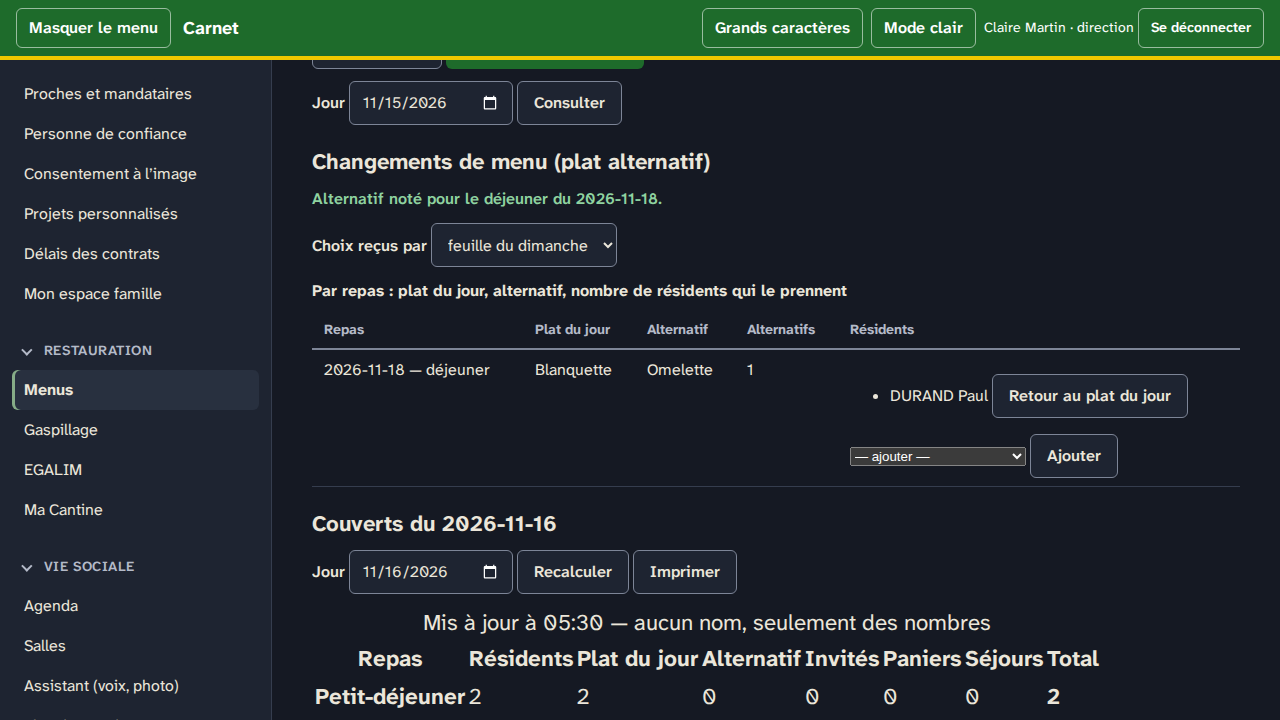 Masquer le menu Carnet Grands caractères Mode clair Claire Martin · direction Se déconnecter
Proches et mandataires
Personne de confiance
Consentement à l'image
Projets personnalisés
Délais des contrats
Mon espace famille
RESTAURATION
Menus
Gaspillage
EGALIM
Ma Cantine
VIE SOCIALE
Agenda
Salles
Assistant (voix, photo)
Jour 11/15/2026 Consulter
Changements de menu (plat alternatif)
Alternatif noté pour le déjeuner du 2026-11-18.
Choix reçus par feuille du dimanche
Par repas : plat du jour, alternatif, nombre de résidents qui le prennent
Repas Plat du jour Alternatif Alternatifs Résidents
2026-11-18 — déjeuner Blanquette Omelette 1
• DURAND Paul Retour au plat du jour
— ajouter — Ajouter
Couverts du 2026-11-16
Jour 11/16/2026 Recalculer Imprimer
Mis à jour à 05:30 — aucun nom, seulement des nombres
Repas Résidents Plat du jour Alternatif Invités Paniers Séjours Total
Petit-déjeuner 2 2 0 0 0 0 2